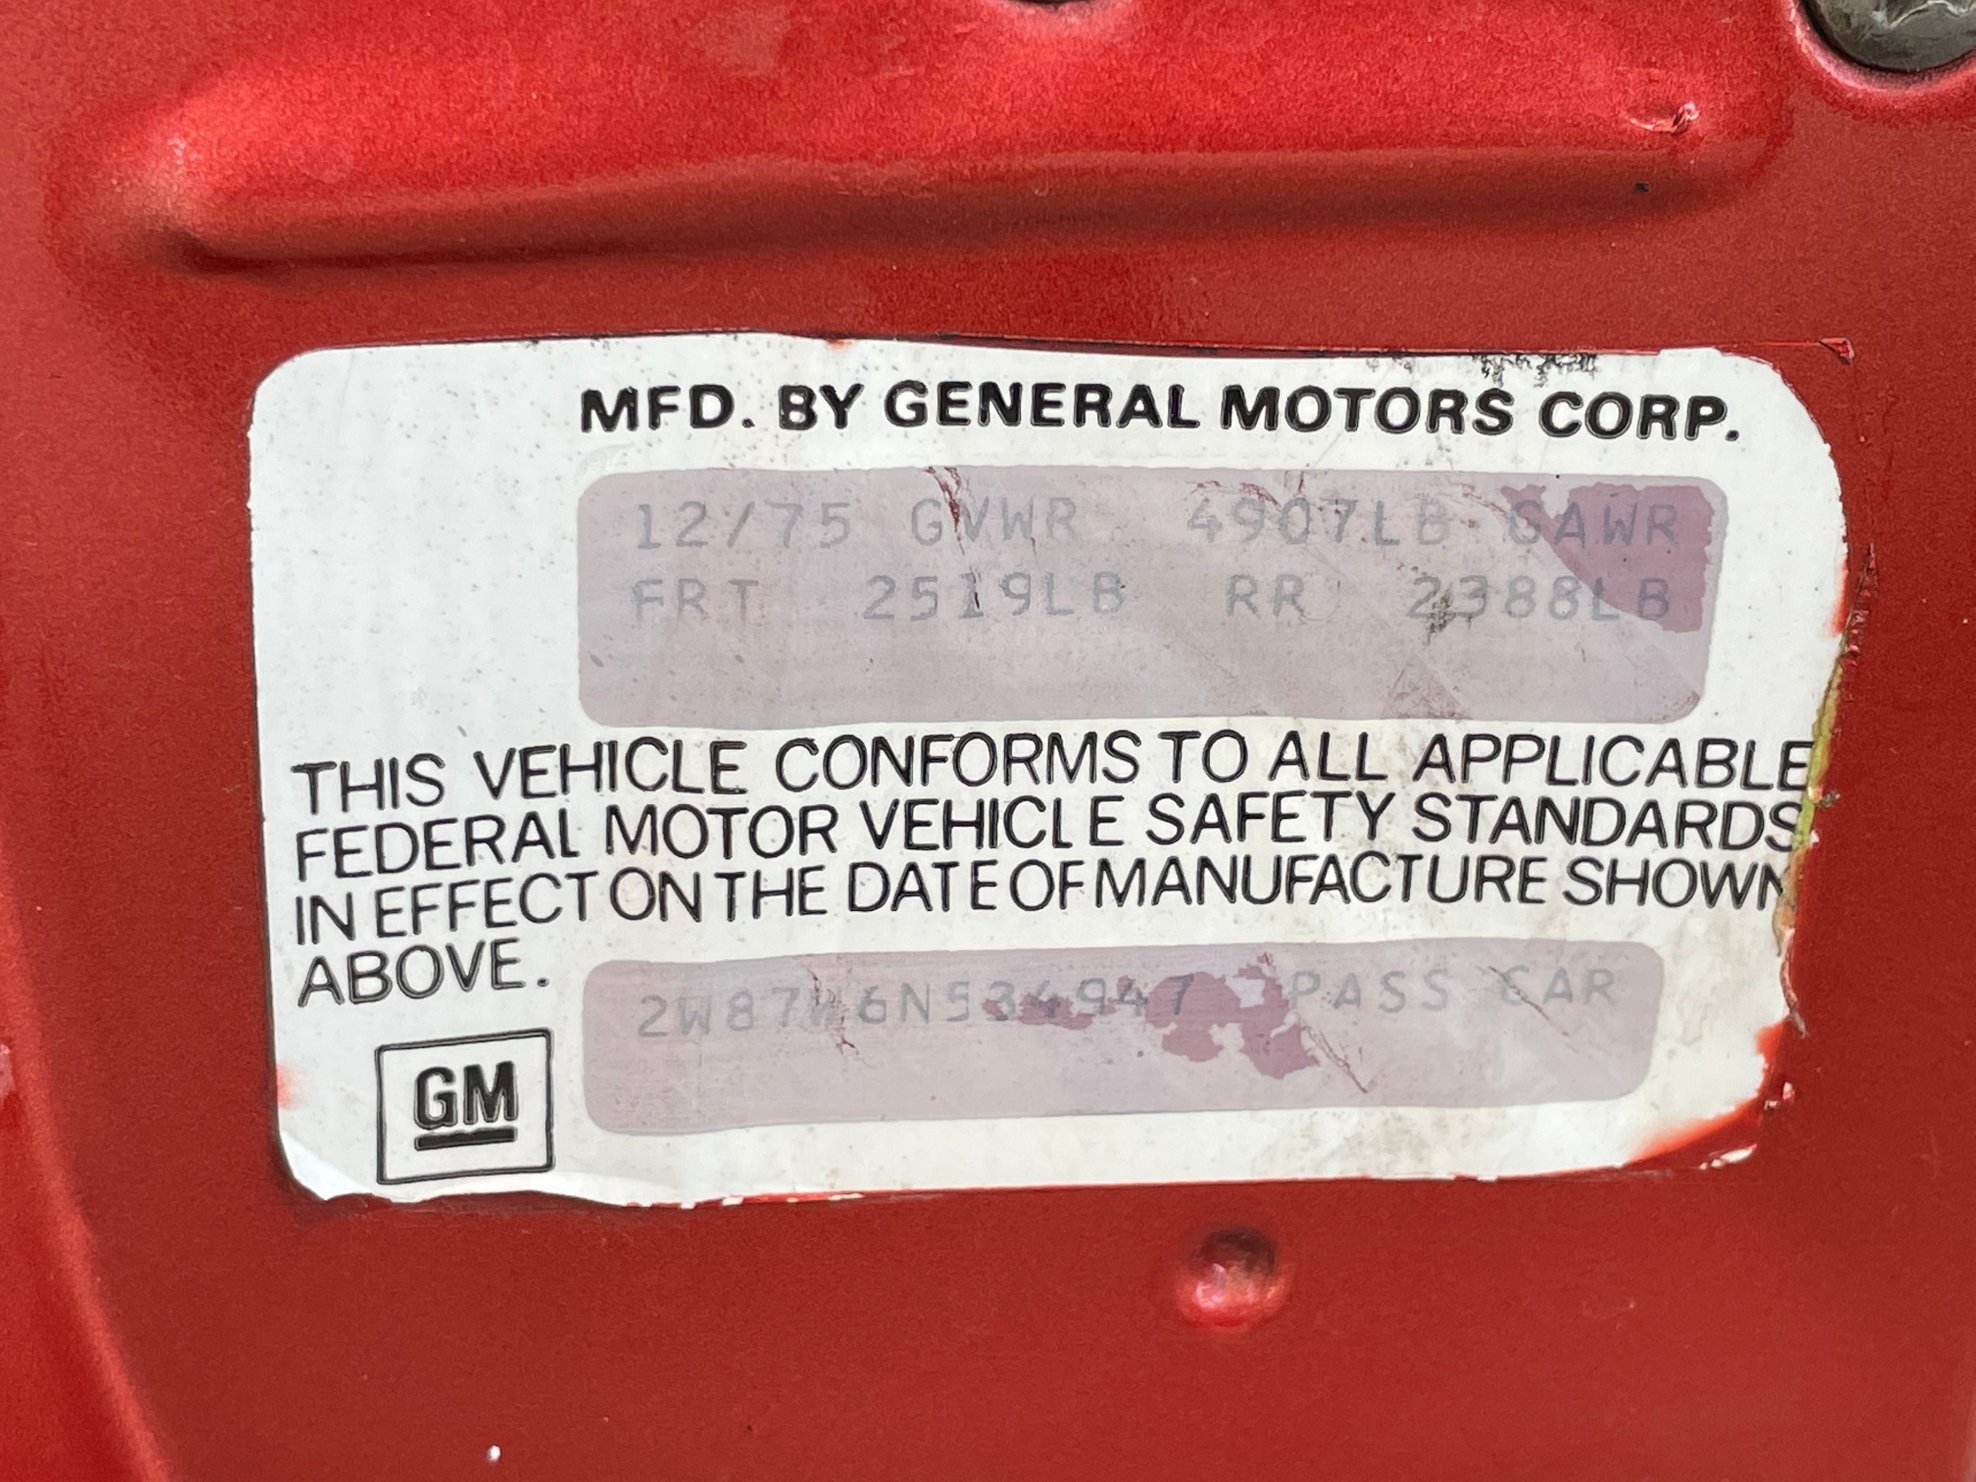 MFD. BY GENERAL MOTORS CORP.
12/75 GVWR 4907LB GAWR
FRT 2519LB RR 2388LB
THIS VEHICLE CONFORMS TO ALL APPLICABLE
FEDERAL MOTOR VEHICLE SAFETY STANDARDS
IN EFFECT ON THE DATE OF MANUFACTURE SHOWN
ABOVE.
2W87W6N534947 PASS CAR
GM